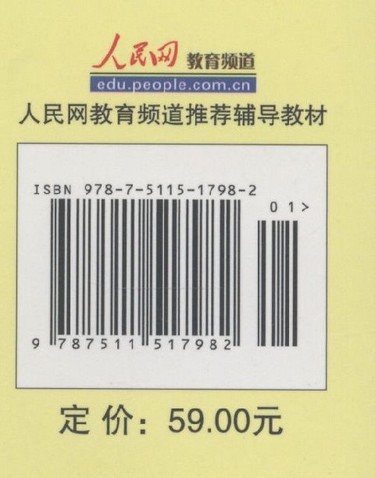 人民网 教育频道
edu.people.com.cn
人民网教育频道推荐辅导教材
ISBN 978-7-5115-1798-2
01>
9 787511 517982
定价：59.00元